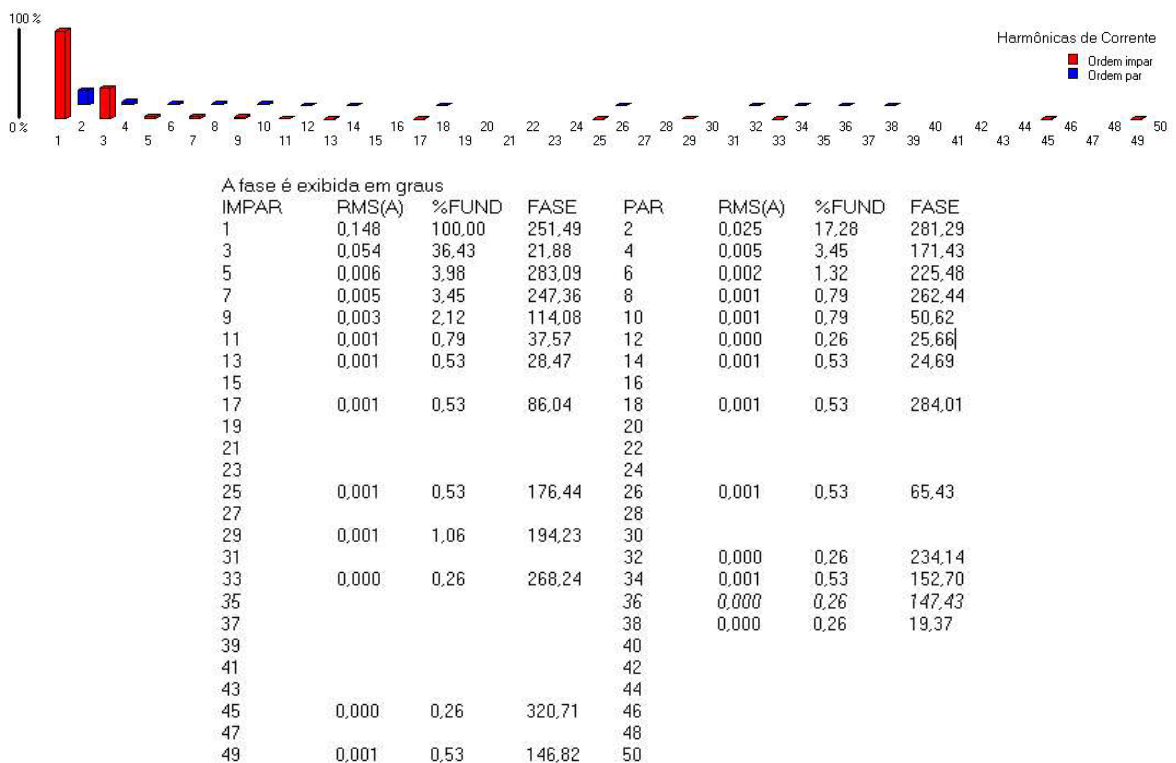 100 %
Harmônicas de Corrente
Ordem impar
Ordem par
0 %
2 4 6 8 10 12 14 16 18 20 22 24 26 28 30 32 34 36 38 40 42 44 46 48 50
1 3 5 7 9 11 13 15 17 19 21 23 25 27 29 31 33 35 37 39 41 43 45 47 49
A fase é exibida em graus
IMPAR RMS(A) %FUND FASE PAR RMS(A) %FUND FASE
1 0,148 100,00 251,49 2 0,025 17,28 281,29
3 0,054 36,43 21,88 4 0,005 3,45 171,43
5 0,006 3,98 283,09 6 0,002 1,32 225,48
7 0,005 3,45 247,36 8 0,001 0,79 262,44
9 0,003 2,12 114,08 10 0,001 0,79 50,62
11 0,001 0,79 37,57 12 0,000 0,26 25,66
13 0,001 0,53 28,47 14 0,001 0,53 24,69
15 16
17 0,001 0,53 86,04 18 0,001 0,53 284,01
19 20
21 22
23 24
25 0,001 0,53 176,44 26 0,001 0,53 65,43
27 28
29 0,001 1,06 194,23 30
31 32 0,000 0,26 234,14
33 0,000 0,26 268,24 34 0,001 0,53 152,70
35 36 0,000 0,26 147,43
37 38 0,000 0,26 19,37
39 40
41 42
43 44
45 0,000 0,26 320,71 46
47 48
49 0,001 0,53 146,82 50